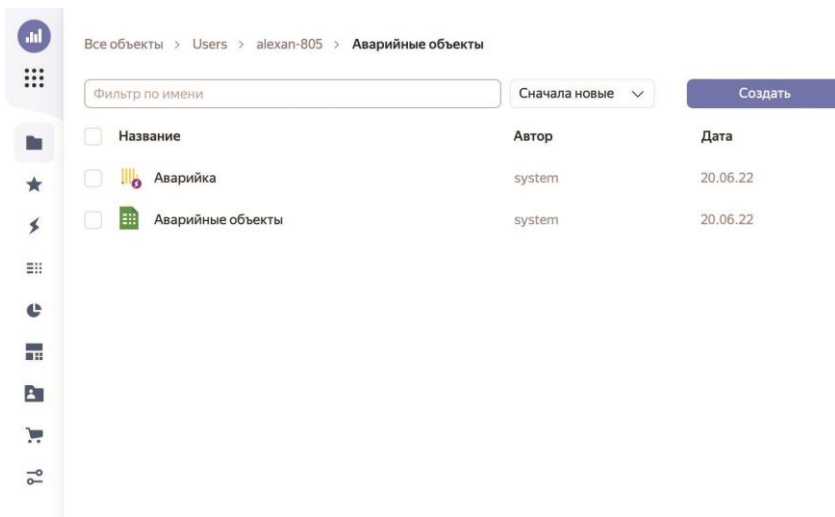 Все объекты > Users > alexan-805 > Аварийные объекты
Фильтр по имени
Сначала новые
Создать
Название Автор Дата
Аварийка system 20.06.22
Аварийные объекты system 20.06.22